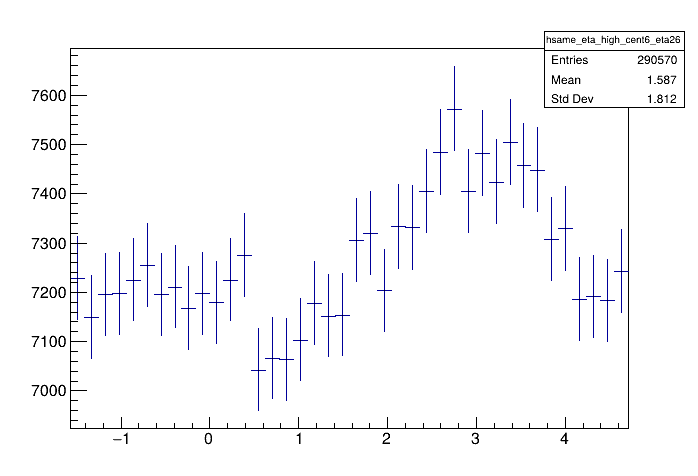 hsame_eta_high_cent6_eta26
Entries 290570
Mean 1.587
Std Dev 1.812
7600
7500
7400
7300
7200
7100
7000
−1 0 1 2 3 4